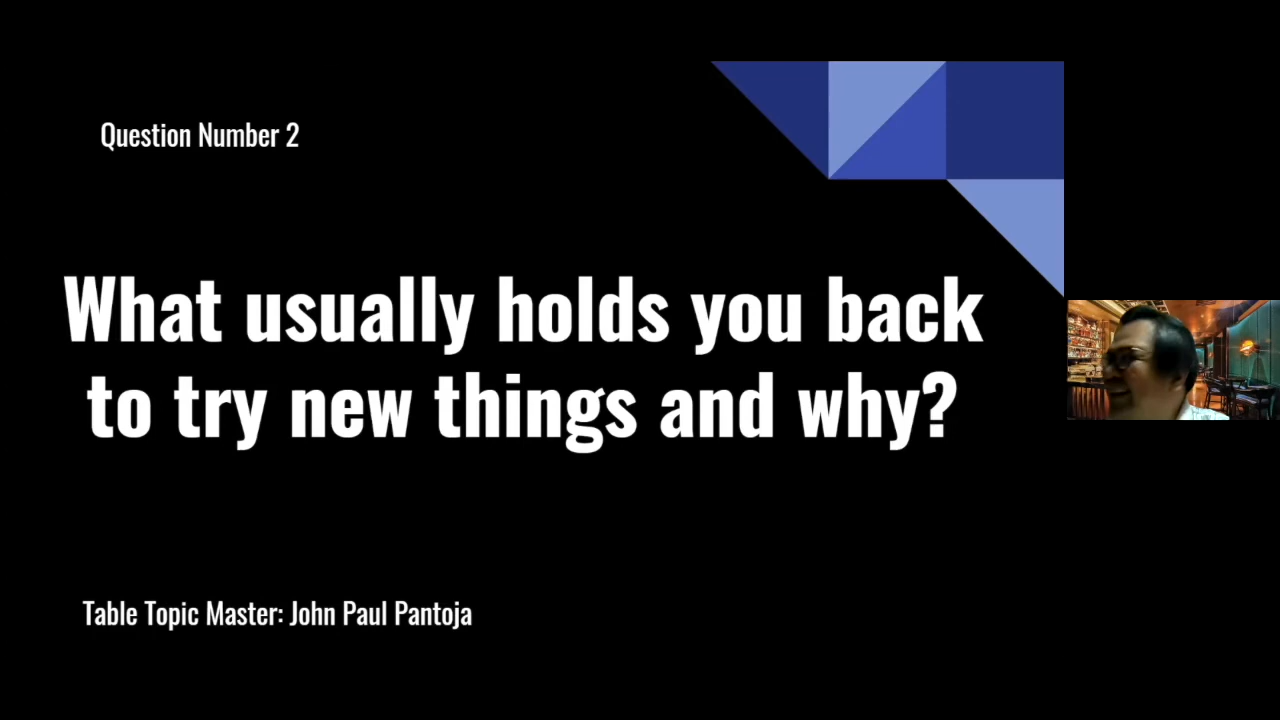 Question Number 2
What usually holds you back
to try new things and why?
Table Topic Master: John Paul Pantoja